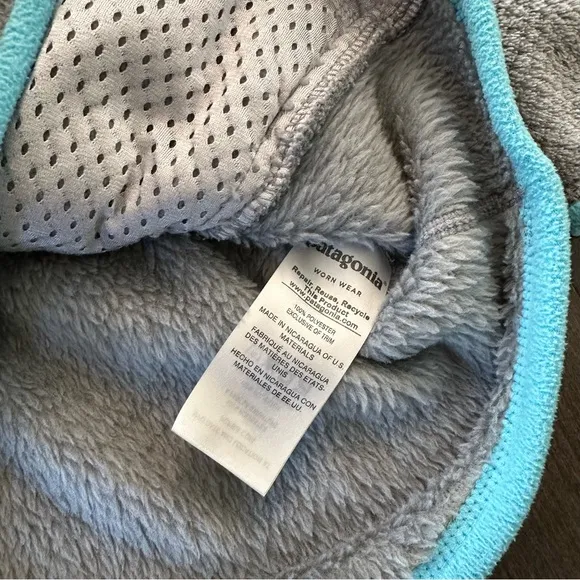 patagonia®
WORN WEAR
Repair, Reuse, Recycle
This Product
www.patagonia.com
100% POLYESTER
EXCLUSIVE OF TRIM
MADE IN NICARAGUA OF U.S.
MATERIALS
FABRIQUÉ AU NICARAGUA
DES MATIÈRES DES ETATS-
UNIS
HECHO EN NICARAGUA CON
MATERIALES DE EE.UU.